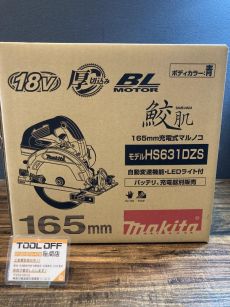 18V
厚切込み
BL
MOTOR
ボディカラー:青
鮫肌
165mm充電式マルノコ
モデル HS631DZS
自動変速機能・LEDライト付
バッテリ、充電器別販売
165mm
makita
TOOL OFF